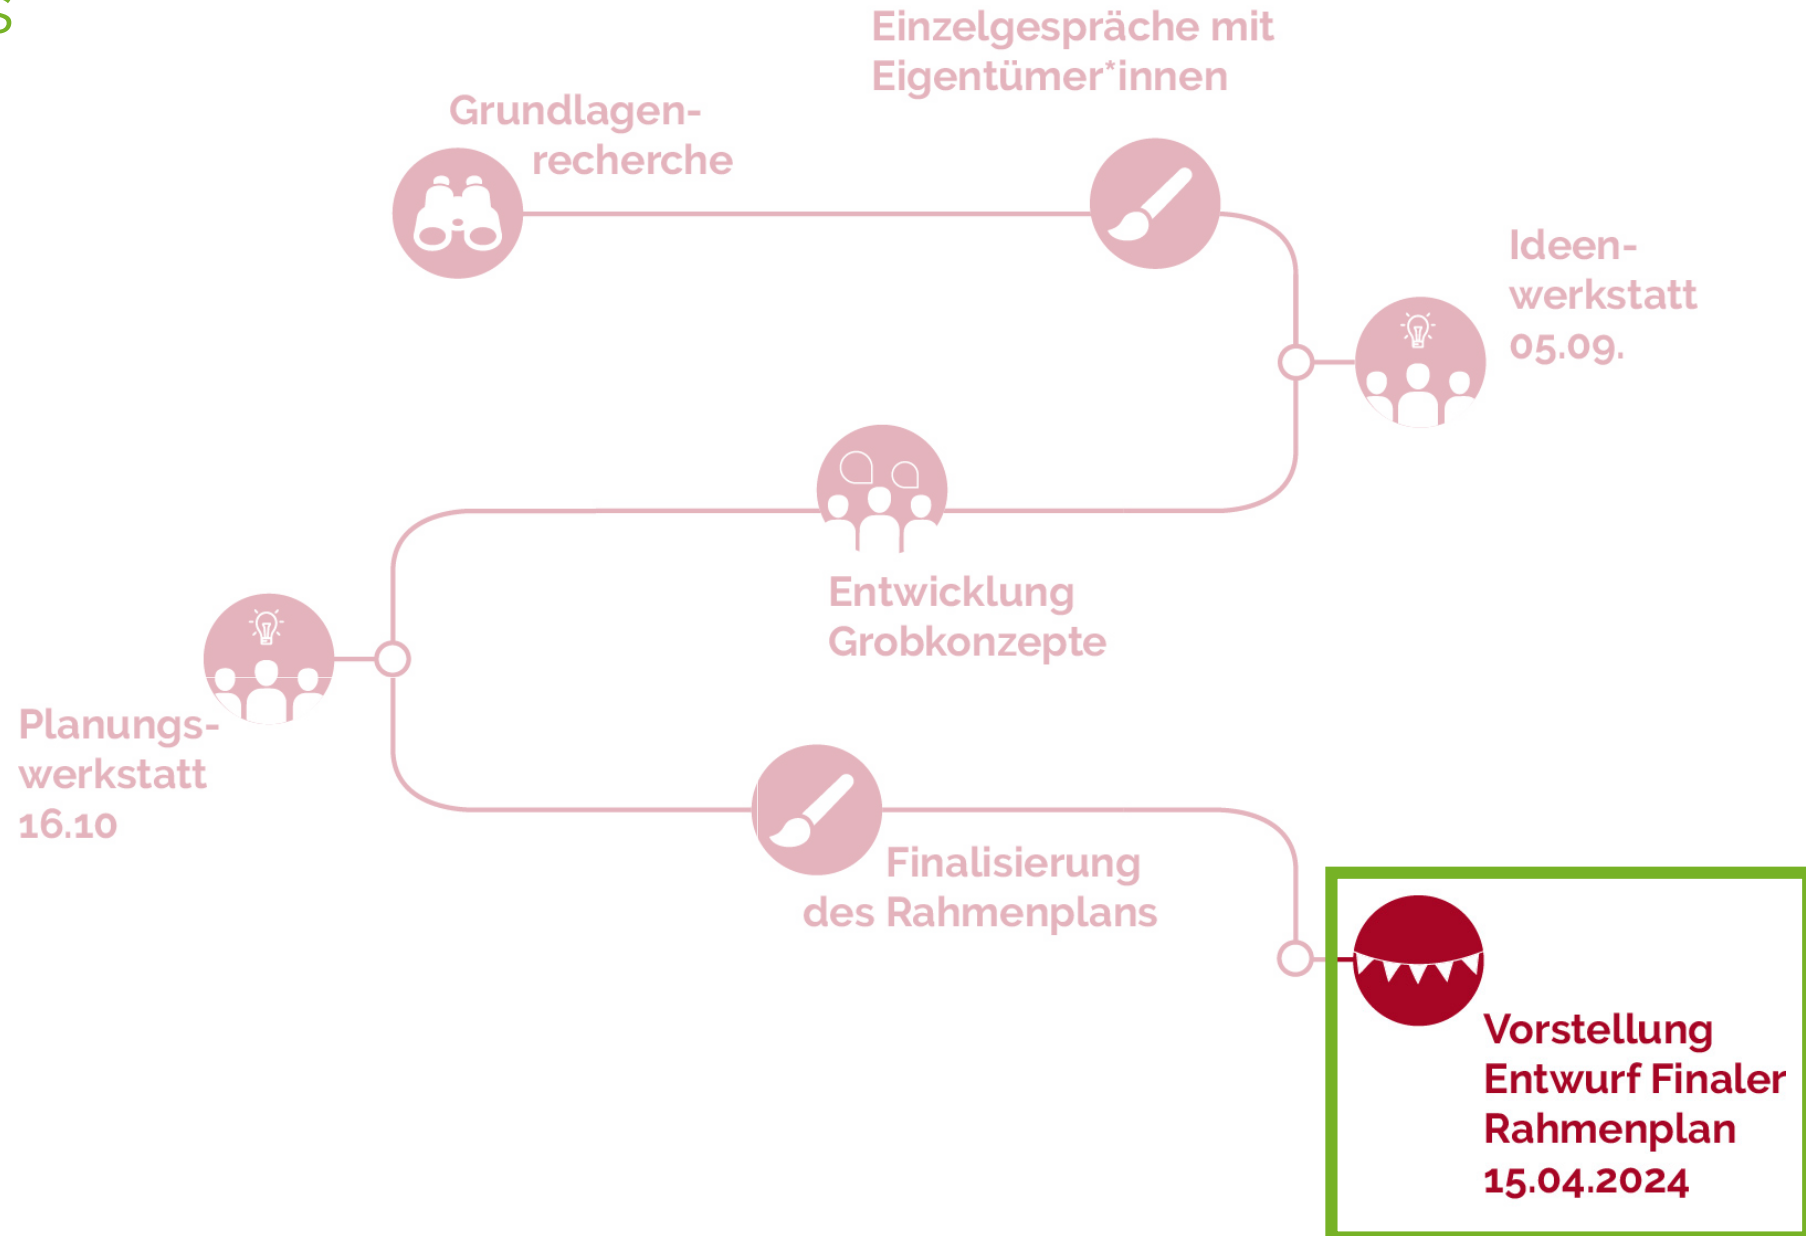 s
Einzelgespräche mit
Eigentümer*innen
Grundlagen-
recherche
Ideen-
werkstatt
05.09.
Entwicklung
Grobkonzepte
Planungs-
werkstatt
16.10
Finalisierung
des Rahmenplans
Vorstellung
Entwurf Finaler
Rahmenplan
15.04.2024